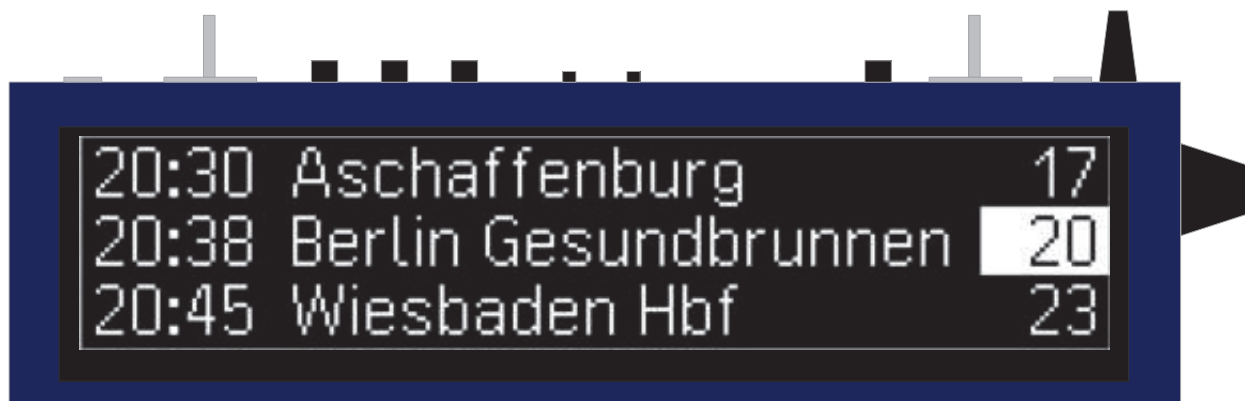 20:30 Aschaffenburg 17
20:38 Berlin Gesundbrunnen 20
20:45 Wiesbaden Hbf 23